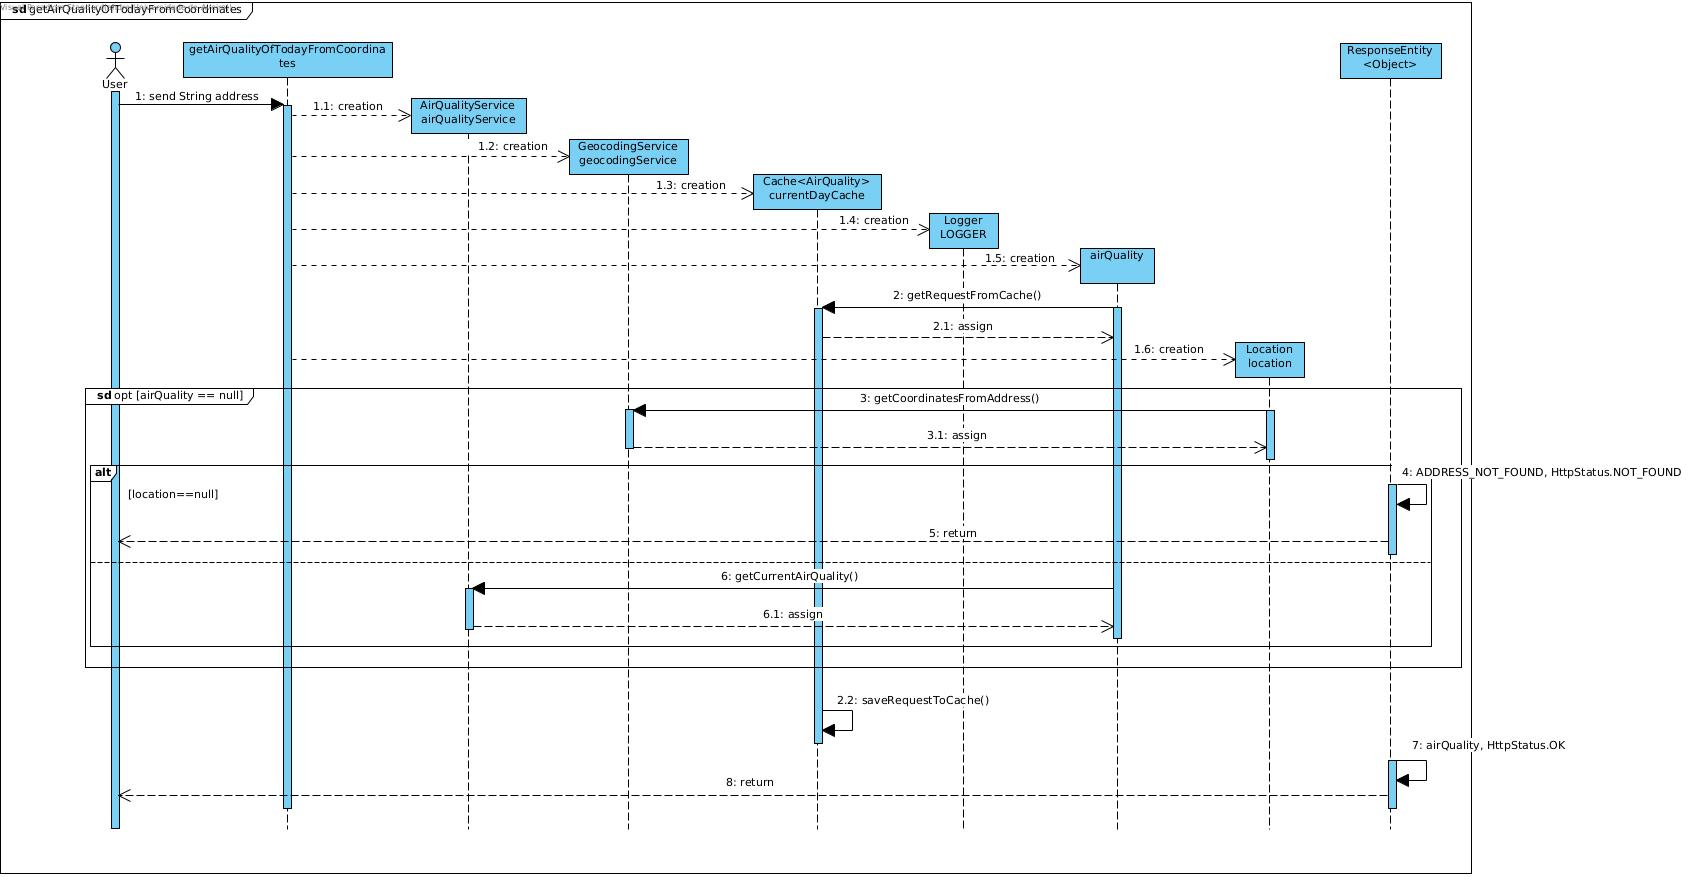 sd getAirQualityOfTodayFromCoordinates
getAirQualityOfTodayFromCoordina
tes
ResponseEntity
<Object>
User
1: send String address
1.1: creation
AirQualityService
airQualityService
1.2: creation
GeocodingService
geocodingService
1.3: creation
Cache<AirQuality>
currentDayCache
1.4: creation
Logger
LOGGER
1.5: creation
airQuality
2: getRequestFromCache()
2.1: assign
1.6: creation
Location
location
sd opt [airQuality == null]
3: getCoordinatesFromAddress()
3.1: assign
alt
4: ADDRESS_NOT_FOUND, HttpStatus.NOT_FOUND
[location==null]
5: return
6: getCurrentAirQuality()
6.1: assign
2.2: saveRequestToCache()
7: airQuality, HttpStatus.OK
8: return